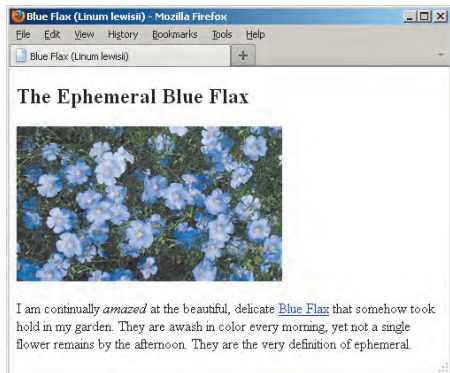 Blue Flax (Linum lewisii) - Mozilla Firefox
File Edit View History Bookmarks Tools Help
Blue Flax (Linum lewisii)
The Ephemeral Blue Flax
I am continually amazed at the beautiful, delicate Blue Flax that somehow took
hold in my garden. They are awash in color every morning, yet not a single
flower remains by the afternoon. They are the very definition of ephemeral.